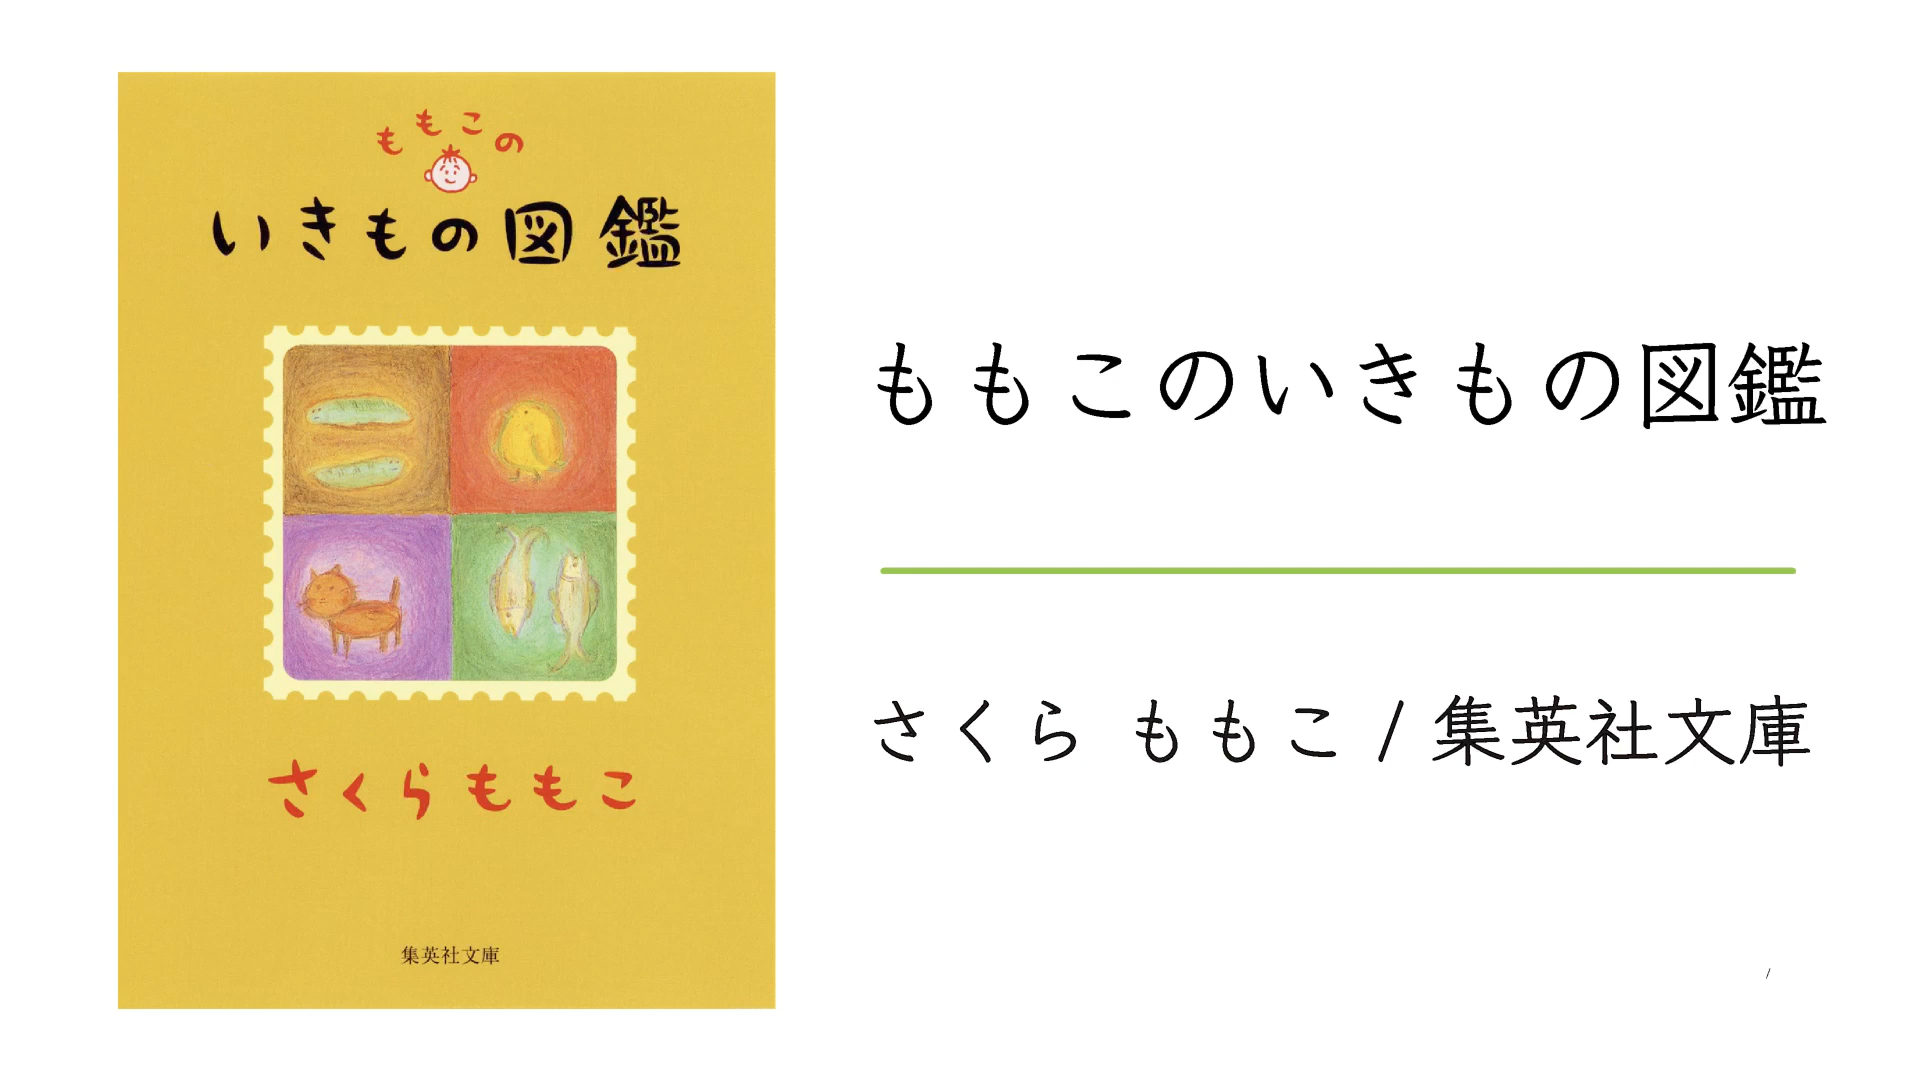 ももこの
いきもの図鑑
さくらももこ
集英社文庫
ももこのいきもの図鑑
さくら ももこ / 集英社文庫
/